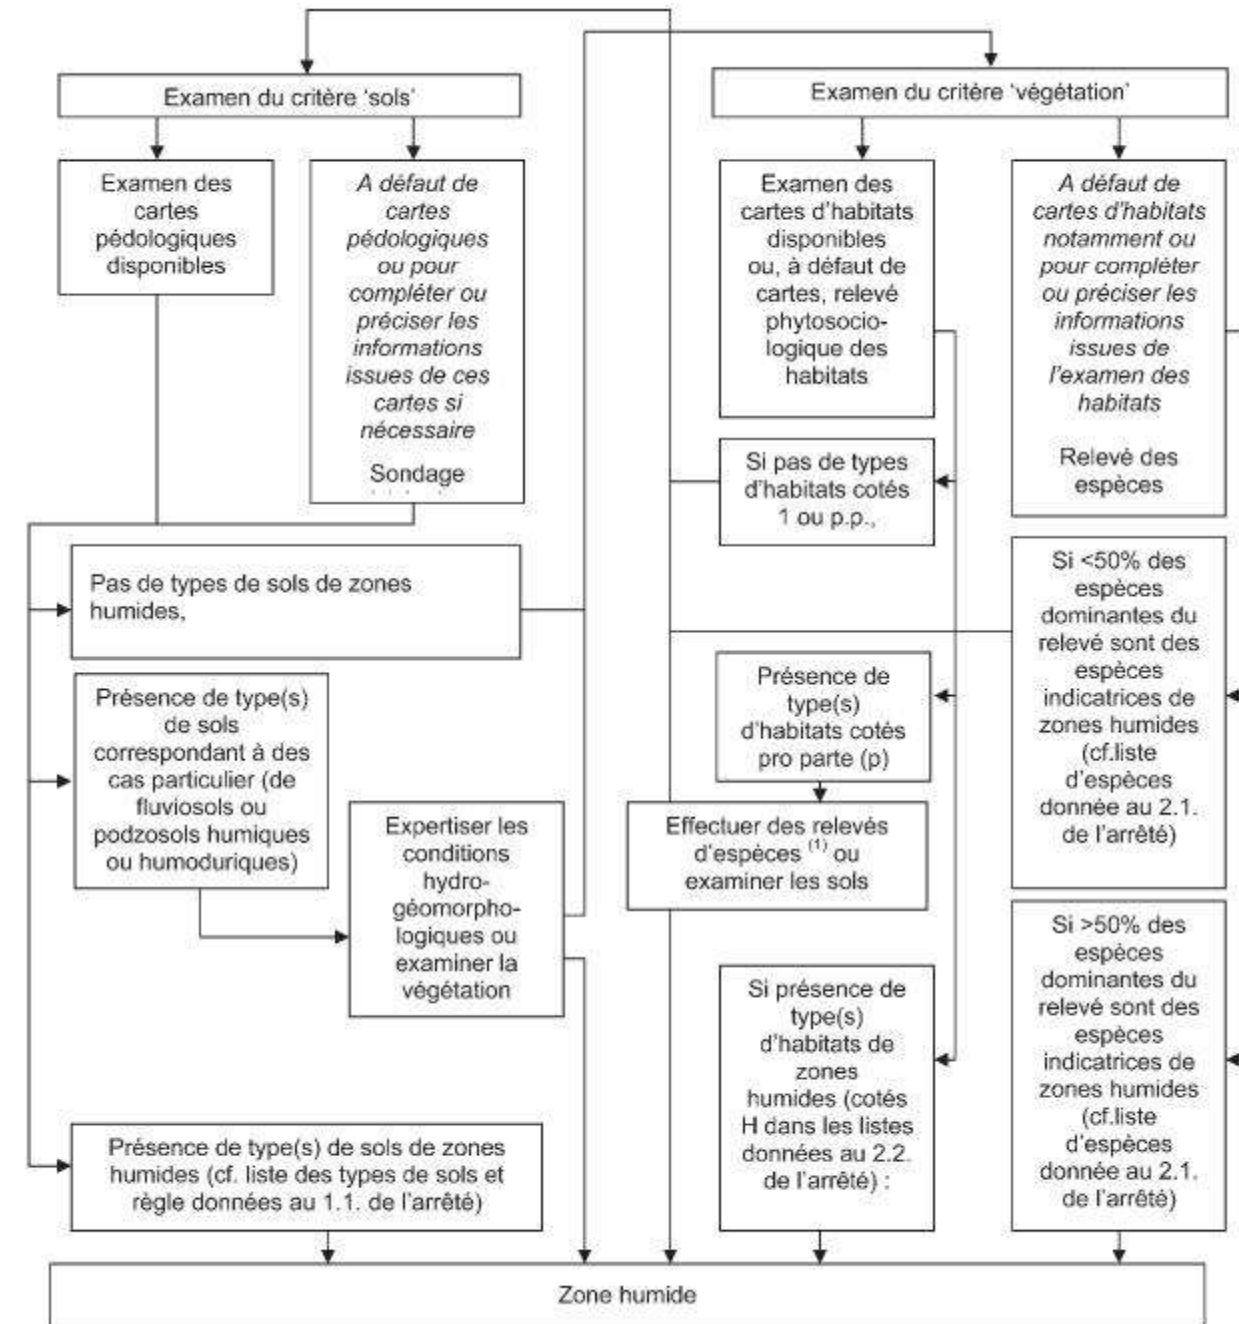 Examen du critère 'sols'
Examen des
cartes
pédologiques
disponibles
A défaut de
cartes
pédologiques
ou pour
compléter ou
préciser les
informations
issues de ces
cartes si
nécessaire
Sondage
Pas de types de sols de zones
humides,
Présence de type(s)
de sols
correspondant à des
cas particulier (de
fluviosols ou
podzosols humiques
ou humoduriques)
Expertiser les
conditions
hydro-
géomorpho-
logiques ou
examiner la
végétation
Présence de type(s) de sols de zones
humides (cf. liste des types de sols et
règle données au 1.1. de l'arrêté)
Examen du critère 'végétation'
Examen des
cartes d'habitats
disponibles
ou, à défaut de
cartes, relevé
phytosocio-
logique des
habitats
A défaut de
cartes d'habitats
notamment ou
pour compléter
ou préciser les
informations
issues de
l'examen des
habitats
Relevé des
espèces
Si pas de types
d'habitats cotés
1 ou p.p.,
Présence de
type(s)
d'habitats cotés
pro parte (p)
Effectuer des relevés
d'espèces (1) ou
examiner les sols
Si présence de
type(s)
d'habitats de
zones
humides (cotés
H dans les listes
données au 2.2.
de l'arrêté) :
Si <50% des
espèces
dominantes du
relevé sont des
espèces
indicatrices de
zones humides
(cf.liste
d'espèces
donnée au 2.1.
de l'arrêté)
Si >50% des
espèces
dominantes du
relevé sont des
espèces
indicatrices de
zones humides
(cf.liste
d'espèces
donnée au 2.1.
de l'arrêté)
Zone humide